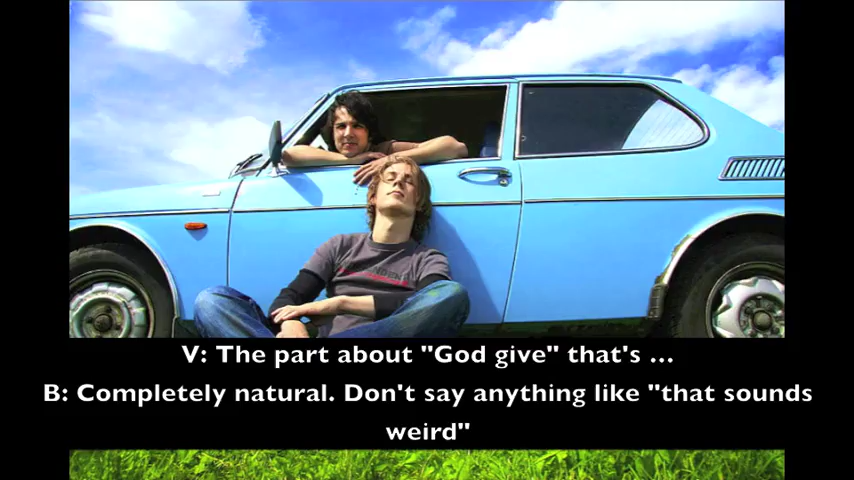 V: The part about "God give" that's ...
B: Completely natural. Don't say anything like "that sounds
weird"